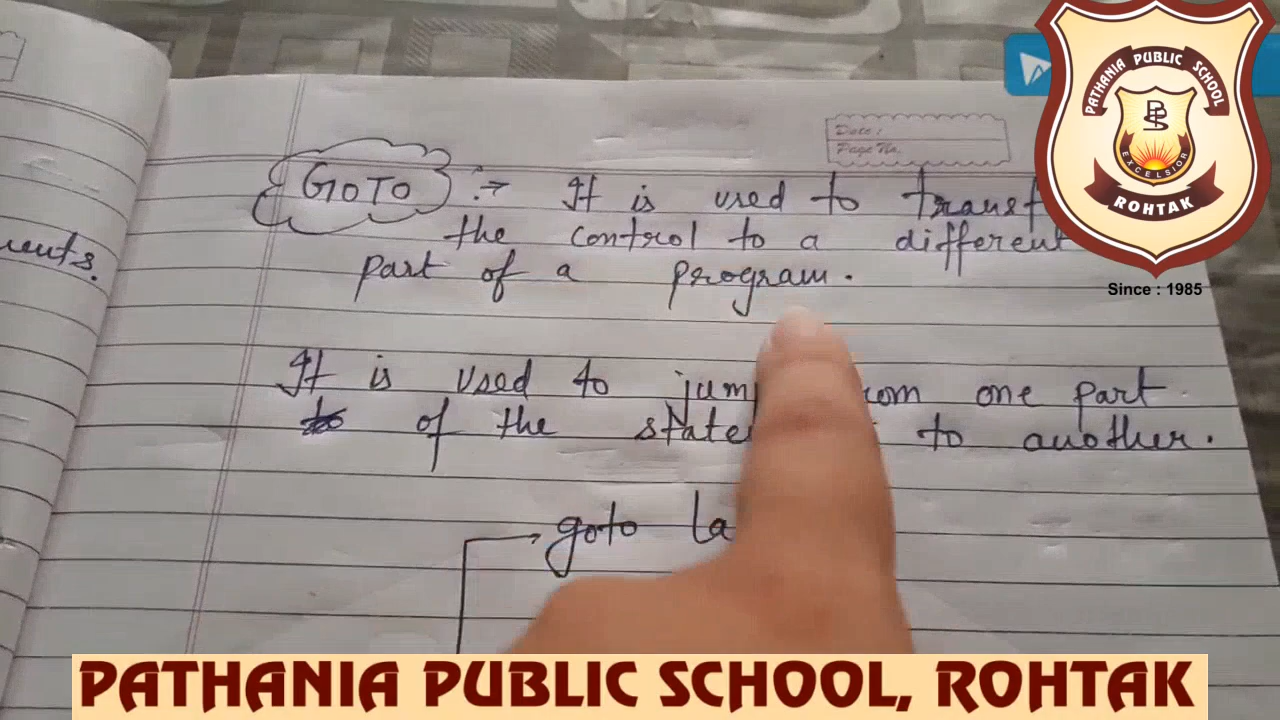 uents.
Date :
Page No.
GOTO :→ It is used to transf
the control to a different
part of a program.
It is used to jump from one part
of the state to another.
goto la
PATHANIA PUBLIC SCHOOL
PBS
EXCELSIOR
ROHTAK
Since : 1985
PATHANIA PUBLIC SCHOOL, ROHTAK